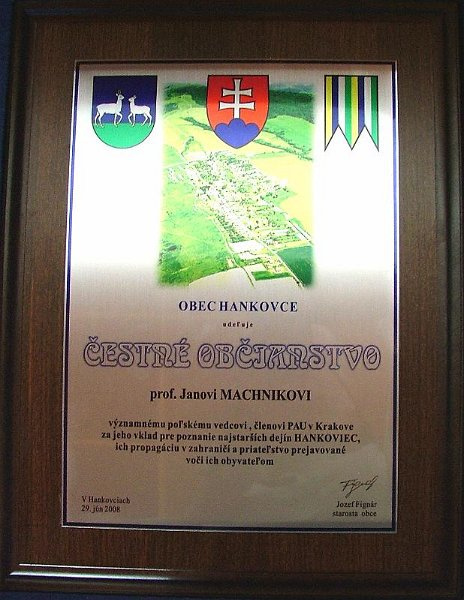 OBEC HANKOVCE
udeľuje
ČESTNÉ OBČIANSTVO
prof. Janovi MACHNIKOVI
významnému poľskému vedcovi , členovi PAU v Krakove
za jeho vklad pre poznanie najstarších dejín HANKOVIEC,
ich propagáciu v zahraničí a priateľstvo prejavované
voči ich obyvateľom
V Hankovciach
29. jún 2008
Jozef Fignár
starosta obce